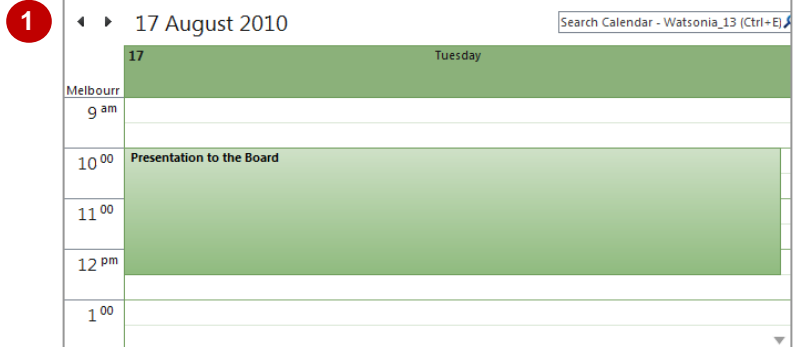 1
17 August 2010
Search Calendar - Watsonia_13 (Ctrl+E)
17 Tuesday
Melbourr
9 am
10 00 Presentation to the Board
11 00
12 pm
1 00